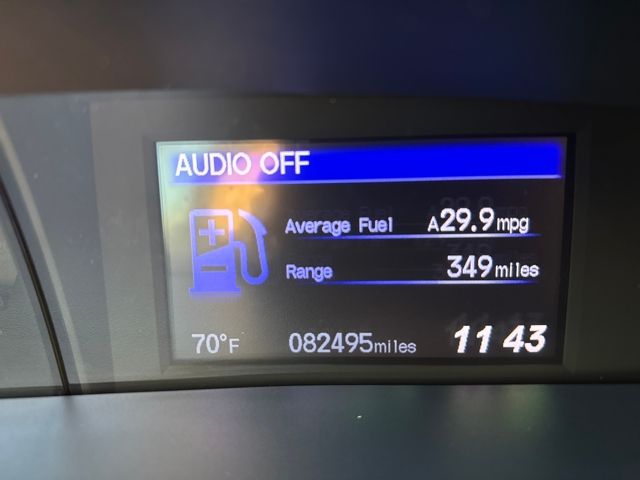 AUDIO OFF
Average Fuel A29.9mpg
Range 349miles
70°F 082495miles 11 43